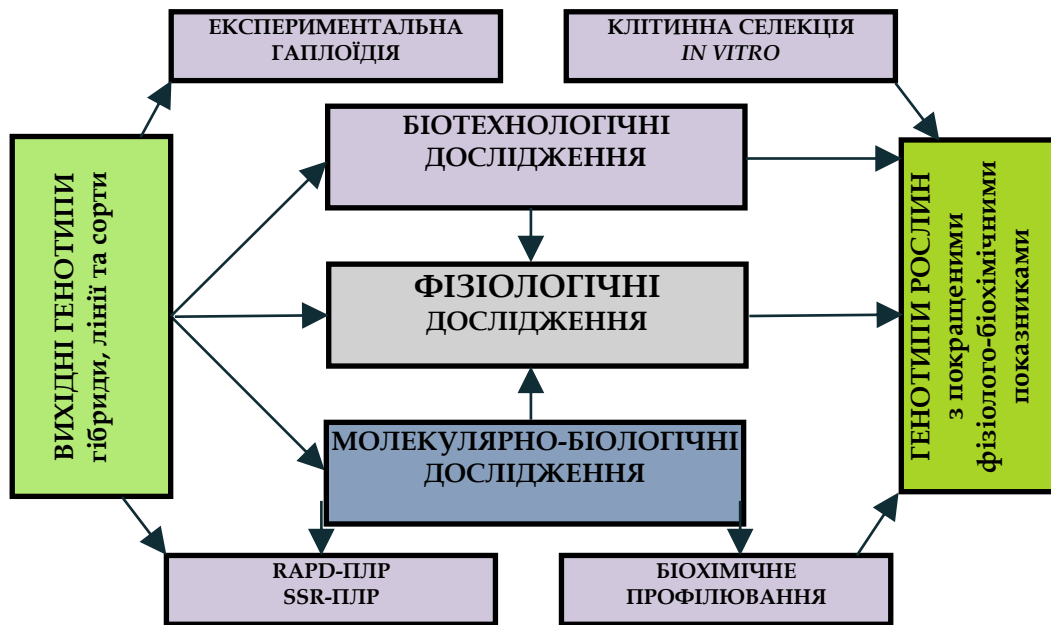 ЕКСПЕРИМЕНТАЛЬНА
ГАПЛОЇДІЯ
КЛІТИННА СЕЛЕКЦІЯ
IN VITRO
ВИХІДНІ ГЕНОТИПИ
гібриди, лінії та сорти
БІОТЕХНОЛОГІЧНІ
ДОСЛІДЖЕННЯ
ФІЗІОЛОГІЧНІ
ДОСЛІДЖЕННЯ
МОЛЕКУЛЯРНО-БІОЛОГІЧНІ
ДОСЛІДЖЕННЯ
ГЕНОТИПИ РОСЛИН
з покращеними
фізіолого-біохімічними
показниками
RAPD-ПЛР
SSR-ПЛР
БІОХІМІЧНЕ
ПРОФІЛЮВАННЯ